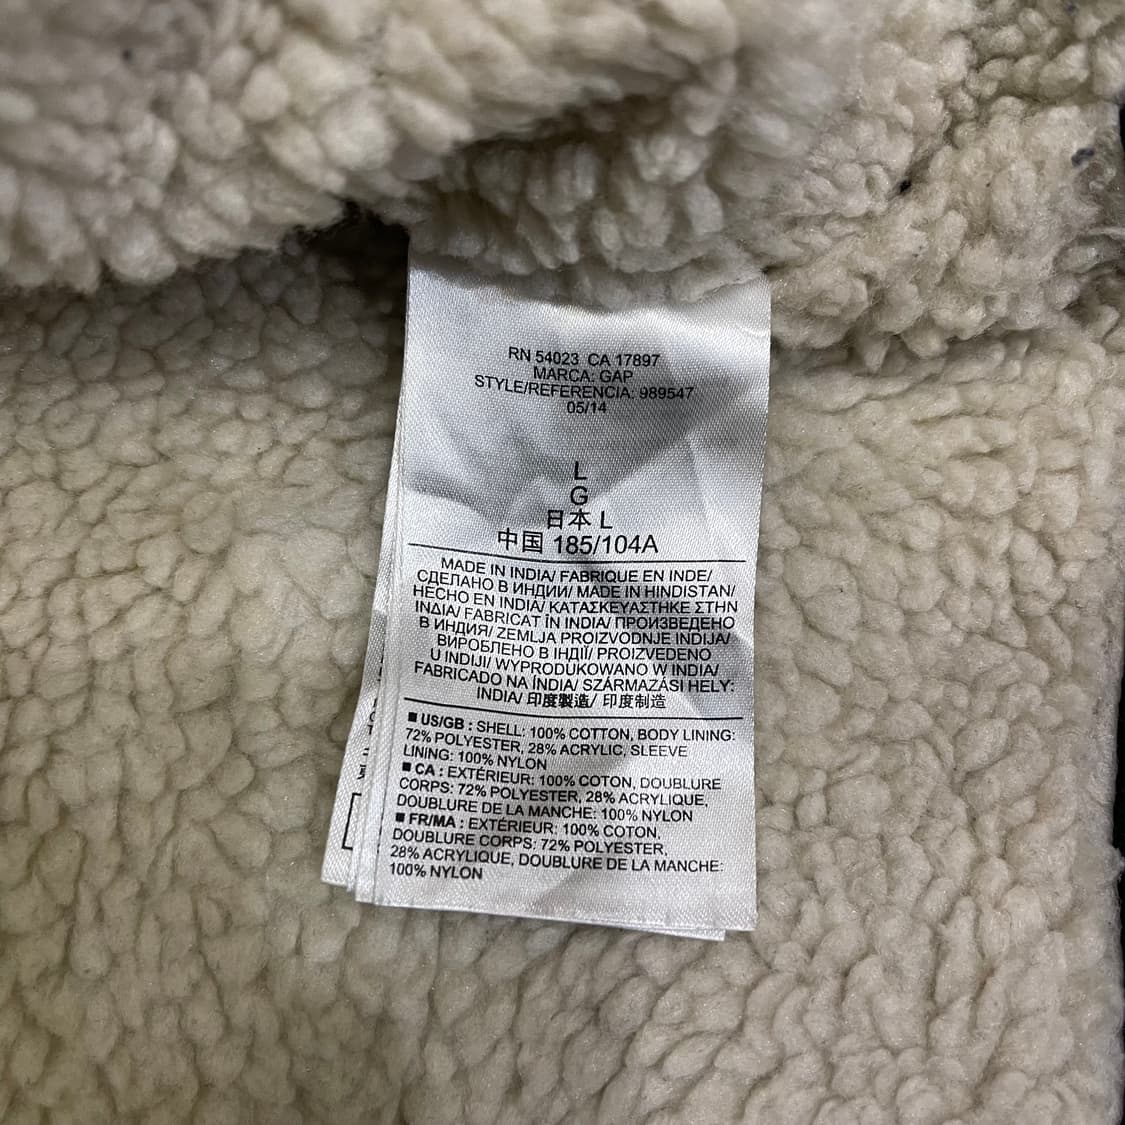 RN 54023 CA 17897
MARCA: GAP
STYLE/REFERENCIA: 989547
05/14
L
G
日本 L
中国 185/104A
MADE IN INDIA/ FABRIQUE EN INDE/
СДЕЛАНО В ИНДИИ/ MADE IN HINDISTAN/
HECHO EN INDIA/ ΚΑΤΑΣΚΕΥΑΣΤΗΚΕ ΣΤΗΝ
ΙΝΔΙΑ/ FABRICAT ÎN INDIA/ ПРОИЗВЕДЕНО
В ИНДИЯ/ ZEMLJA PROIZVODNJE INDIJA/
ВИРОБЛЕНО В ІНДІЇ/ PROIZVEDENO
U INDIJI/ WYPRODUKOWANO W INDIA/
FABRICADO NA ÍNDIA/ SZÁRMAZÁSI HELY:
INDIA/ 印度製造/ 印度制造
■ US/GB : SHELL: 100% COTTON, BODY LINING:
72% POLYESTER, 28% ACRYLIC, SLEEVE
LINING: 100% NYLON
■ CA : EXTÉRIEUR: 100% COTON, DOUBLURE
CORPS: 72% POLYESTER, 28% ACRYLIQUE,
DOUBLURE DE LA MANCHE: 100% NYLON
■ FR/MA : EXTÉRIEUR: 100% COTON,
DOUBLURE CORPS: 72% POLYESTER,
28% ACRYLIQUE, DOUBLURE DE LA MANCHE:
100% NYLON